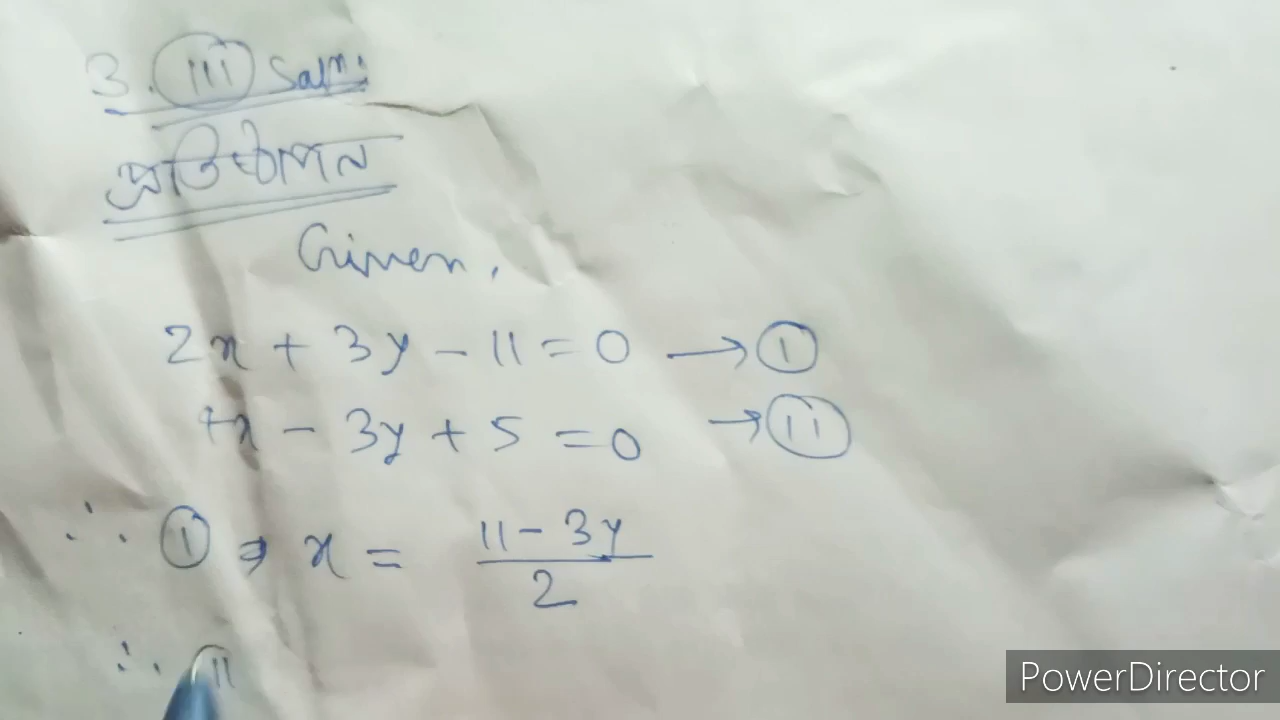 3. (iii) Soln:
প্রতিষ্ঠাপন
Given,
2x + 3y - 11 = 0 → (i)
4x - 3y + 5 = 0 → (ii)
∴ (i) ⇒ x = (11 - 3y)/2
∴ (ii
PowerDirector